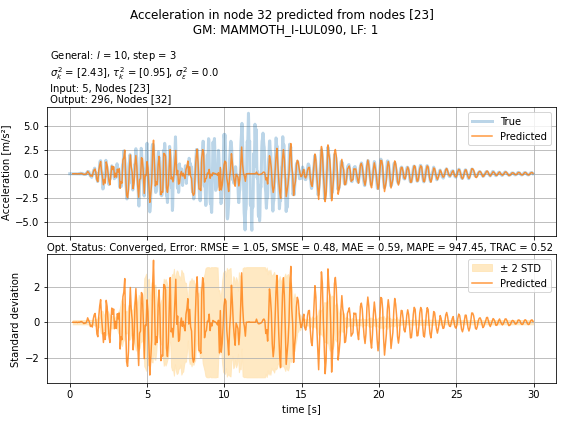 Acceleration in node 32 predicted from nodes [23]
GM: MAMMOTH_I-LUL090, LF: 1
General: l = 10, step = 3
σ²ₖ = [2.43], τ²ₖ = [0.95], σ²ε = 0.0
Input: 5, Nodes [23]
Output: 296, Nodes [32]
Acceleration [m/s²]
5.0
2.5
0.0
−2.5
−5.0
True
Predicted
Opt. Status: Converged, Error: RMSE = 1.05, SMSE = 0.48, MAE = 0.59, MAPE = 947.45, TRAC = 0.52
Standard deviation
2
0
−2
± 2 STD
Predicted
0 5 10 15 20 25 30
time [s]